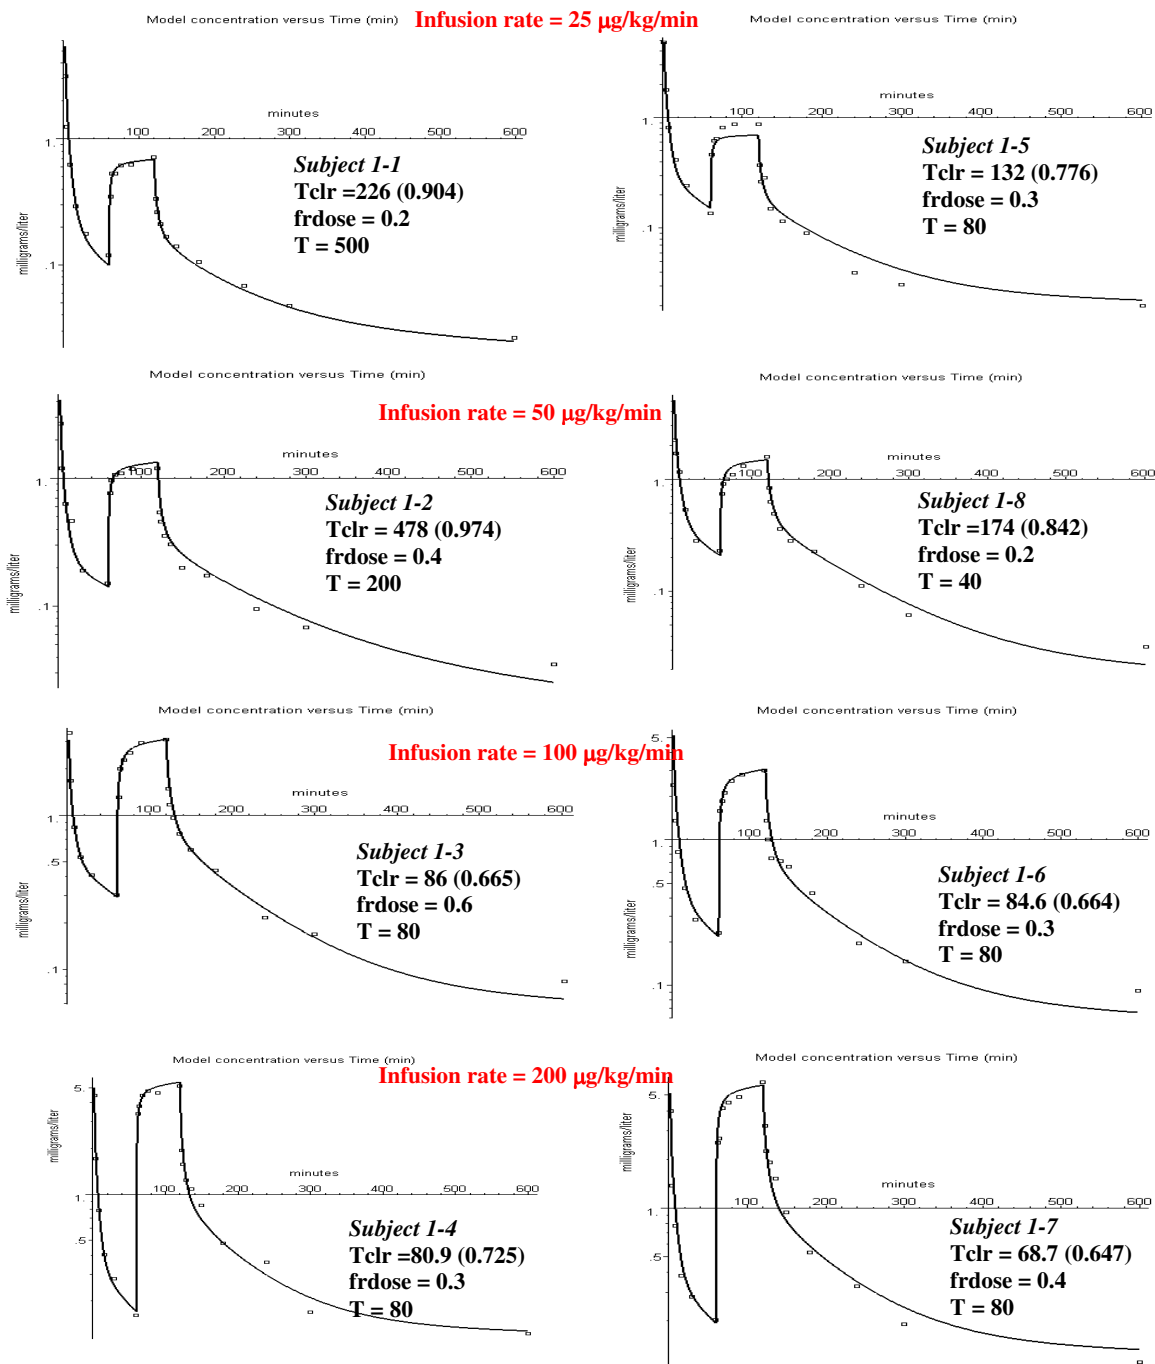 Model concentration versus Time (min)
Infusion rate = 25 µg/kg/min
Model concentration versus Time (min)
minutes
100 200 300 400 500 600
1.
.1
milligrams/liter
Subject 1-1
Tclr =226 (0.904)
frdose = 0.2
T = 500
minutes
100 200 300 400 500 600
1.
.1
milligrams/liter
Subject 1-5
Tclr = 132 (0.776)
frdose = 0.3
T = 80
Model concentration versus Time (min)
Model concentration versus Time (min)
Infusion rate = 50 µg/kg/min
minutes
100 200 300 400 500 600
1.
.1
milligrams/liter
Subject 1-2
Tclr = 478 (0.974)
frdose = 0.4
T = 200
minutes
100 200 300 400 500 600
1.
.1
milligrams/liter
Subject 1-8
Tclr =174 (0.842)
frdose = 0.2
T = 40
Model concentration versus Time (min)
Model concentration versus Time (min)
Infusion rate = 100 µg/kg/min
minutes
100 200 300 400 500 600
1.
.5
.1
milligrams/liter
Subject 1-3
Tclr = 86 (0.665)
frdose = 0.6
T = 80
minutes
100 200 300 400 500 600
5.
1.
.5
.1
milligrams/liter
Subject 1-6
Tclr = 84.6 (0.664)
frdose = 0.3
T = 80
Model concentration versus Time (min)
Model concentration versus Time (min)
Infusion rate = 200 µg/kg/min
minutes
100 200 300 400 500 600
5.
1.
.5
milligrams/liter
Subject 1-4
Tclr =80.9 (0.725)
frdose = 0.3
T = 80
minutes
100 200 300 400 500 600
5.
1.
.5
milligrams/liter
Subject 1-7
Tclr = 68.7 (0.647)
frdose = 0.4
T = 80